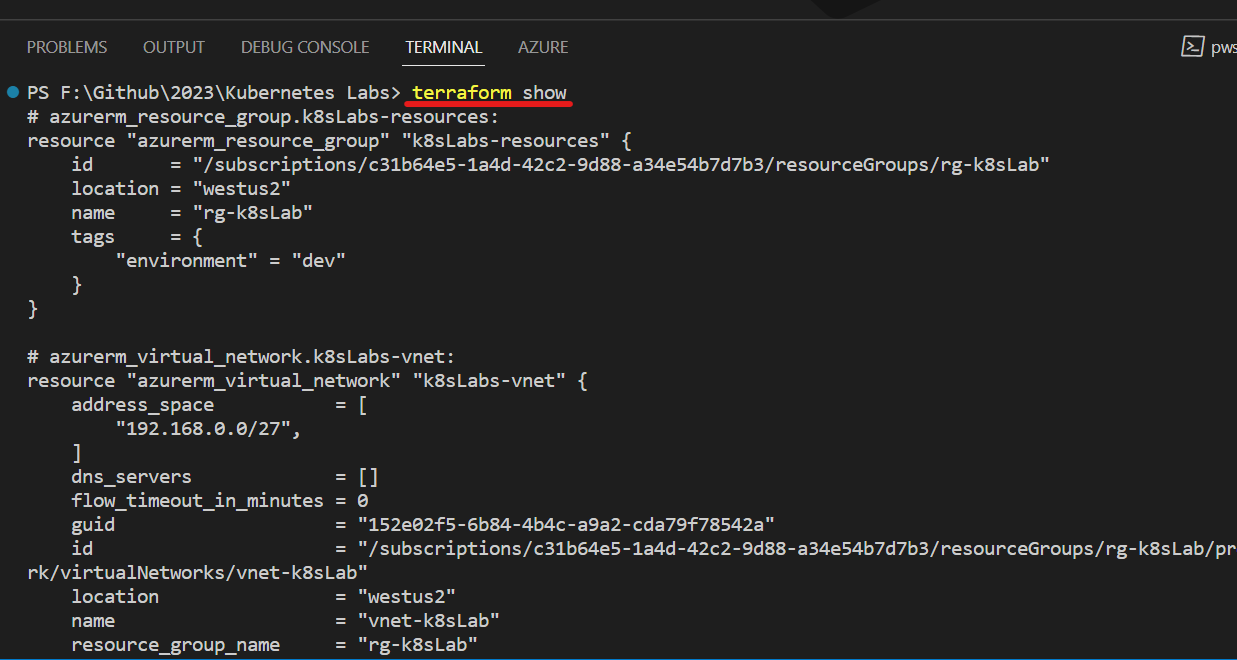 PROBLEMS OUTPUT DEBUG CONSOLE TERMINAL AZURE pws
PS F:\Github\2023\Kubernetes Labs> terraform show
# azurerm_resource_group.k8sLabs-resources:
resource "azurerm_resource_group" "k8sLabs-resources" {
    id       = "/subscriptions/c31b64e5-1a4d-42c2-9d88-a34e54b7d7b3/resourceGroups/rg-k8sLab"
    location = "westus2"
    name     = "rg-k8sLab"
    tags     = {
        "environment" = "dev"
    }
}

# azurerm_virtual_network.k8sLabs-vnet:
resource "azurerm_virtual_network" "k8sLabs-vnet" {
    address_space           = [
        "192.168.0.0/27",
    ]
    dns_servers             = []
    flow_timeout_in_minutes = 0
    guid                    = "152e02f5-6b84-4b4c-a9a2-cda79f78542a"
    id                      = "/subscriptions/c31b64e5-1a4d-42c2-9d88-a34e54b7d7b3/resourceGroups/rg-k8sLab/pr
rk/virtualNetworks/vnet-k8sLab"
    location                = "westus2"
    name                    = "vnet-k8sLab"
    resource_group_name     = "rg-k8sLab"